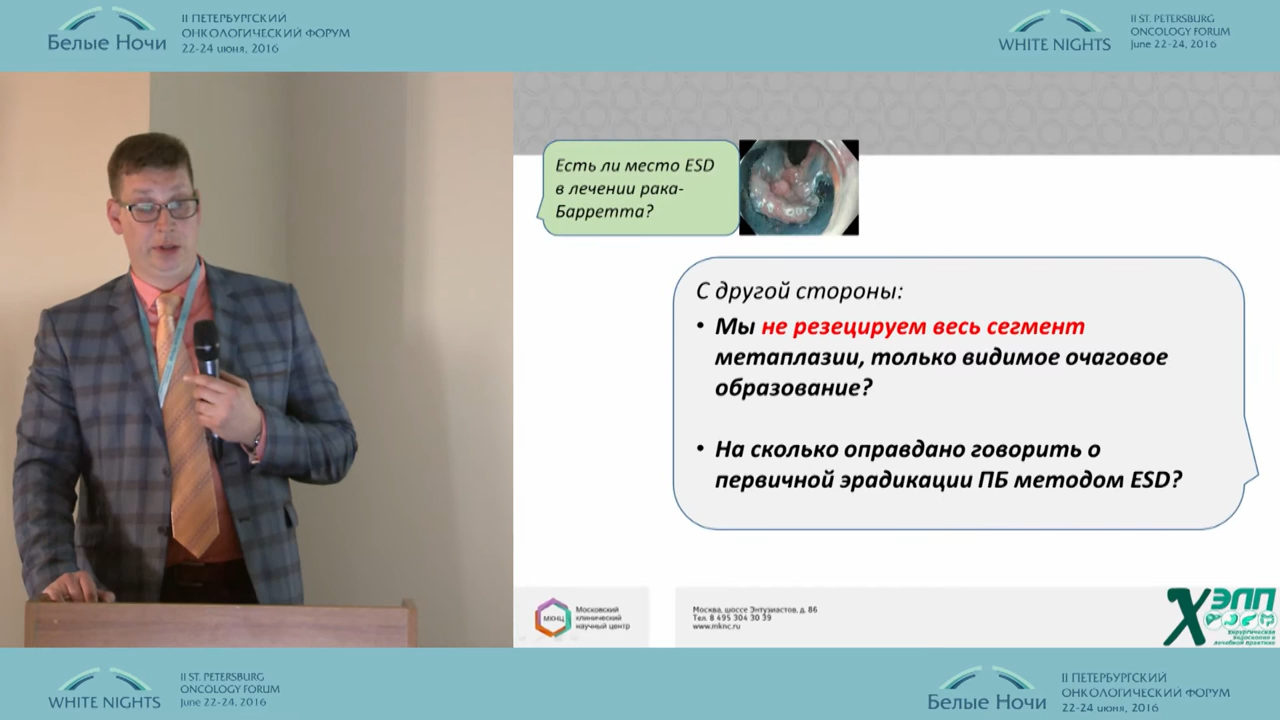 II ПЕТЕРБУРГСКИЙ
ОНКОЛОГИЧЕСКИЙ ФОРУМ
Белые Ночи
22-24 июня, 2016
II ST. PETERSBURG
ONCOLOGY FORUM
WHITE NIGHTS
June 22-24, 2016
Есть ли место ESD
в лечении рака-
Барретта?
С другой стороны:
• Мы не резецируем весь сегмент
метаплазии, только видимое очаговое
образование?
• На сколько оправдано говорить о
первичной эрадикации ПБ методом ESD?
МКНЦ
Московский
клинический
научный центр
Москва, шоссе Энтузиастов, д. 86
Тел. 8 495 304 30 39
www.mknc.ru
ХЭЛП
хирургическая
эндоскопия в
лечебной практике
II ST. PETERSBURG
ONCOLOGY FORUM
WHITE NIGHTS
June 22-24, 2016
II ПЕТЕРБУРГСКИЙ
ОНКОЛОГИЧЕСКИЙ ФОРУМ
Белые Ночи
22-24 июня, 2016